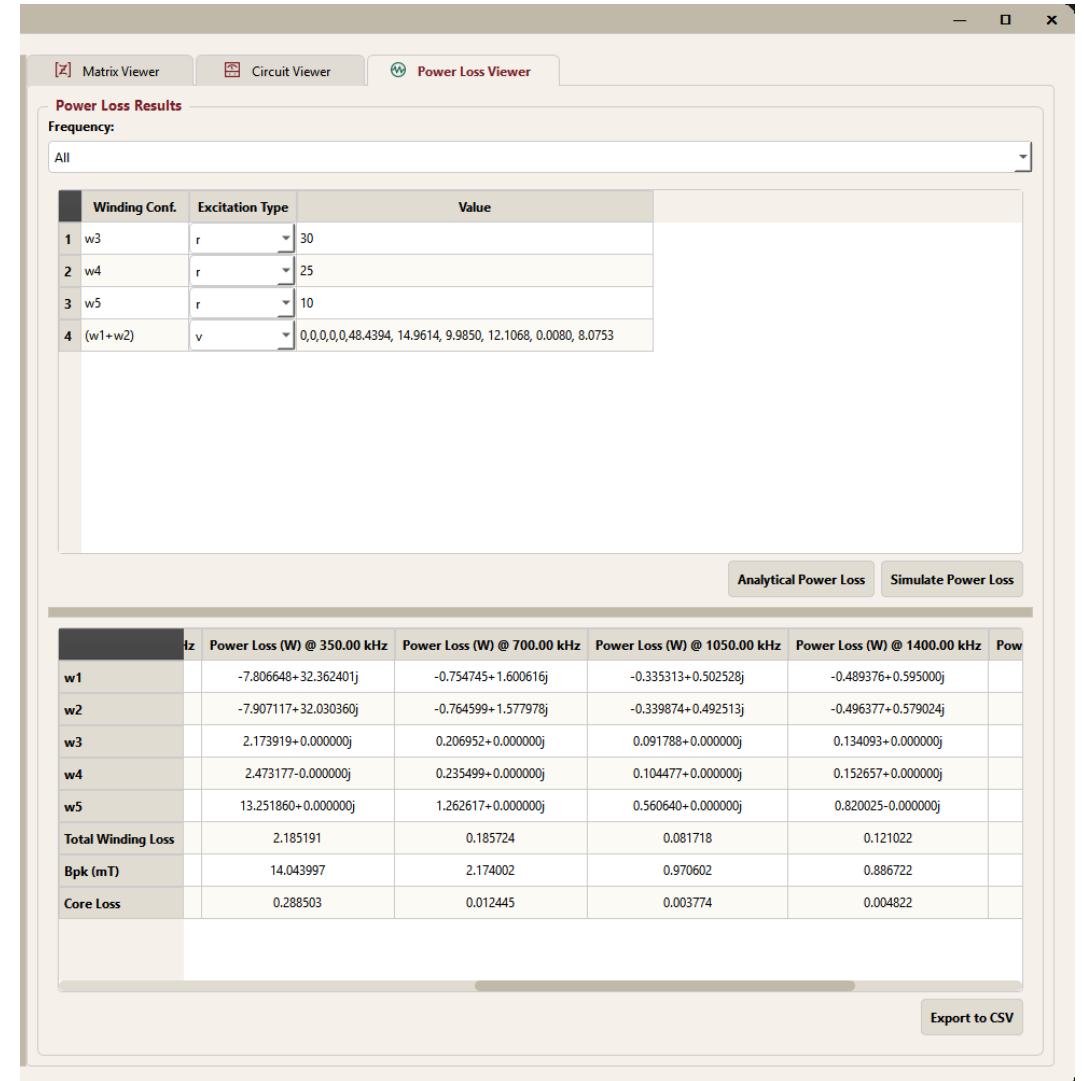 [Z] Matrix Viewer Circuit Viewer Power Loss Viewer
Power Loss Results
Frequency:
All
Winding Conf. Excitation Type Value
1 w3 r 30
2 w4 r 25
3 w5 r 10
4 (w1+w2) v 0,0,0,0,0,48.4394, 14.9614, 9.9850, 12.1068, 0.0080, 8.0753
Analytical Power Loss Simulate Power Loss
Hz Power Loss (W) @ 350.00 kHz Power Loss (W) @ 700.00 kHz Power Loss (W) @ 1050.00 kHz Power Loss (W) @ 1400.00 kHz Pow
w1 -7.806648+32.362401j -0.754745+1.600616j -0.335313+0.502528j -0.489376+0.595000j
w2 -7.907117+32.030360j -0.764599+1.577978j -0.339874+0.492513j -0.496377+0.579024j
w3 2.173919+0.000000j 0.206952+0.000000j 0.091788+0.000000j 0.134093+0.000000j
w4 2.473177-0.000000j 0.235499+0.000000j 0.104477+0.000000j 0.152657+0.000000j
w5 13.251860+0.000000j 1.262617+0.000000j 0.560640+0.000000j 0.820025-0.000000j
Total Winding Loss 2.185191 0.185724 0.081718 0.121022
Bpk (mT) 14.043997 2.174002 0.970602 0.886722
Core Loss 0.288503 0.012445 0.003774 0.004822
Export to CSV